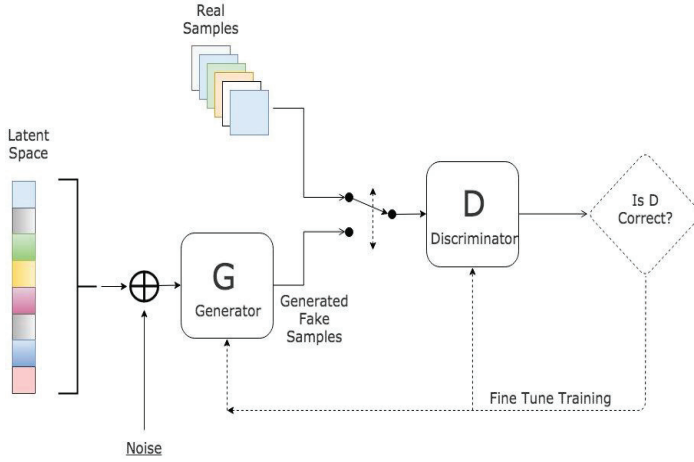 Real
Samples
Latent
Space
G
Generator
Generated
Fake
Samples
D
Discriminator
Is D
Correct?
Fine Tune Training
Noise